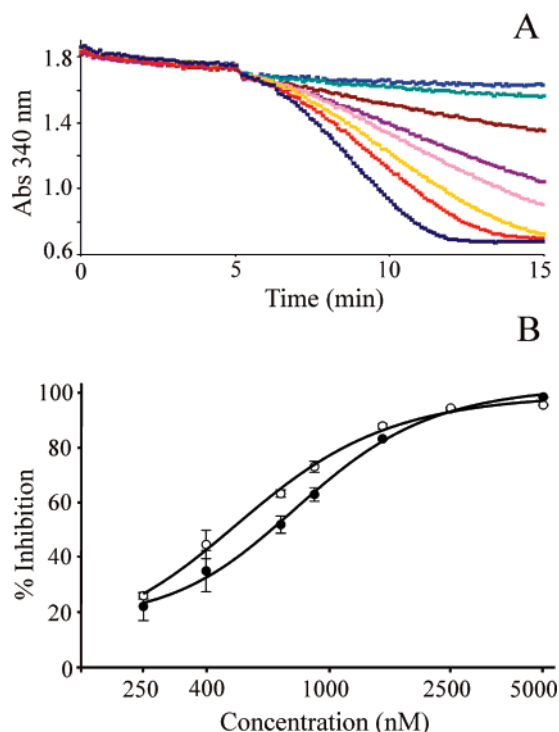 A
Abs 340 nm
1.8
1.4
1.0
0.6
0 5 10 15
Time (min)
B
% Inhibition
100
80
60
40
20
0
250 400 1000 2500 5000
Concentration (nM)